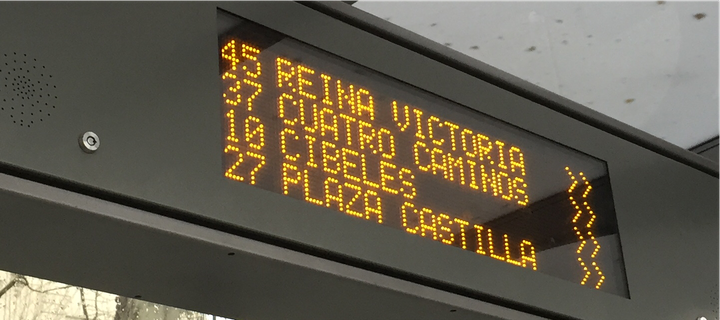 45 REINA VICTORIA
37 CUATRO CAMINOS
10 CIBELES
27 PLAZA CASTILLA